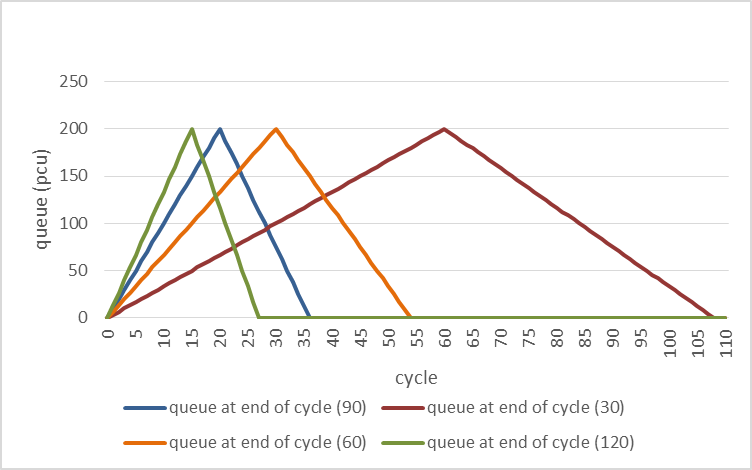 250
200
150
100
50
0
queue (pcu)
0 5 10 15 20 25 30 35 40 45 50 55 60 65 70 75 80 85 90 95 100 105 110
cycle
queue at end of cycle (90) queue at end of cycle (30)
queue at end of cycle (60) queue at end of cycle (120)